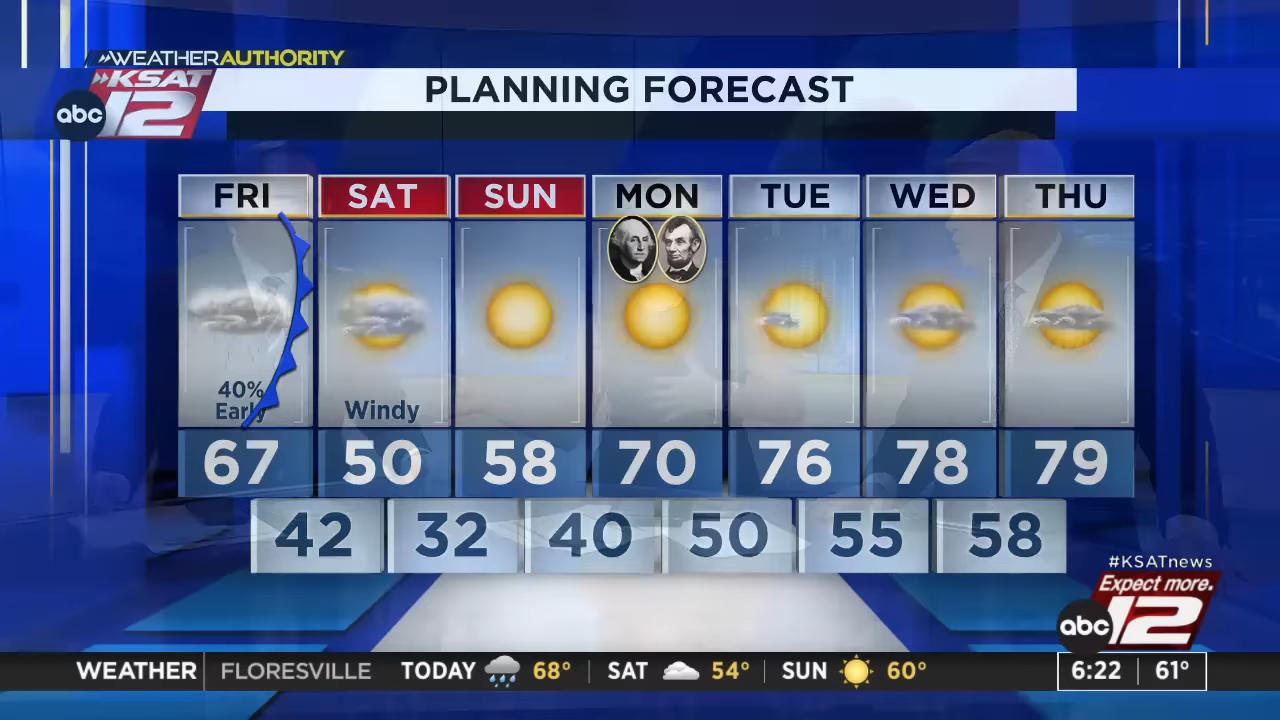 WEATHERAUTHORITY
KSAT
abc 12
PLANNING FORECAST
FRI SAT SUN MON TUE WED THU
40%
Early
Windy
67 50 58 70 76 78 79
42 32 40 50 55 58
#KSATnews
Expect more.
abc 12
WEATHER FLORESVILLE TODAY 68° SAT 54° SUN 60° 6:22 61°